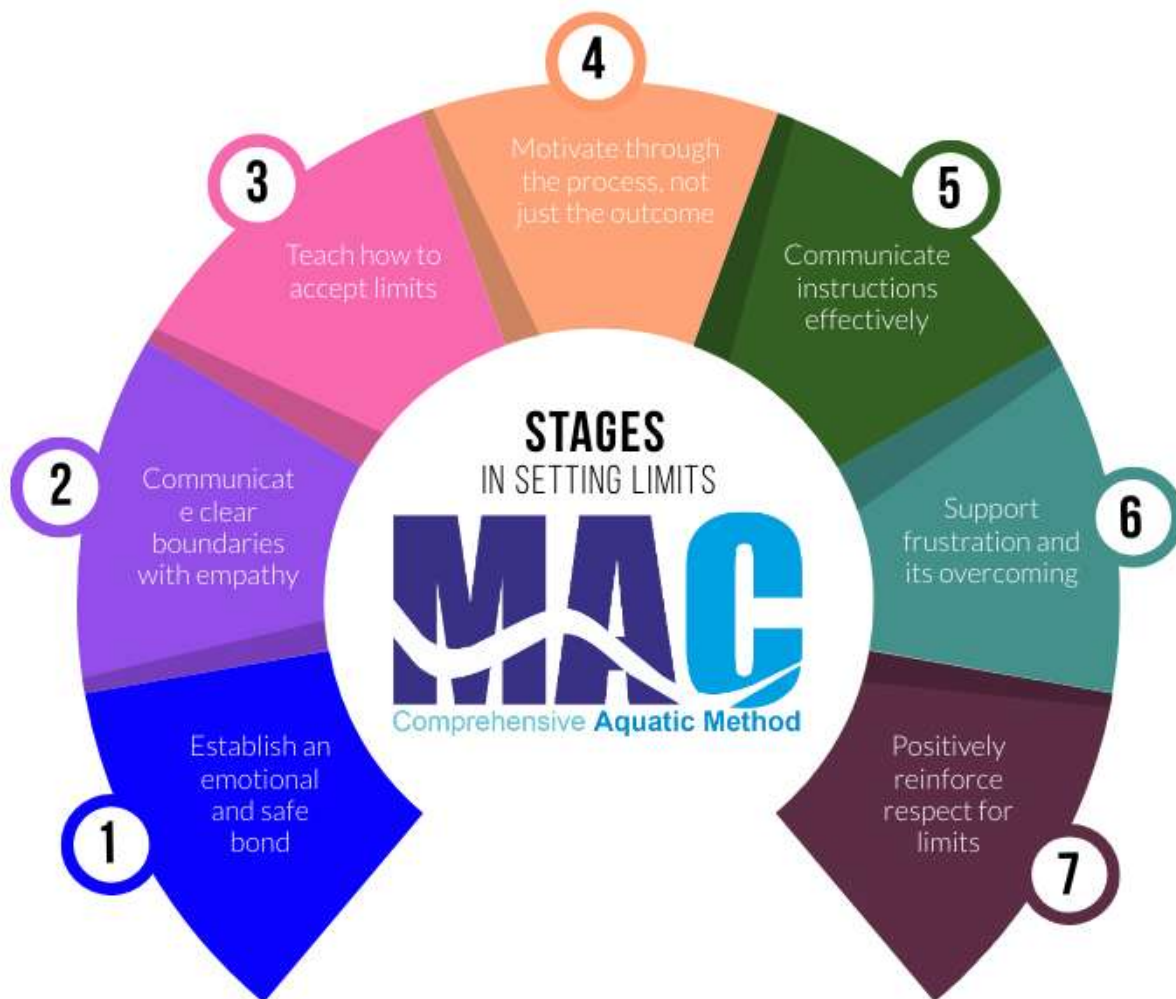 STAGES
IN SETTING LIMITS
MAC
Comprehensive Aquatic Method
1
Establish an
emotional
and safe
bond
2
Communicat
e clear
boundaries
with empathy
3
Teach how to
accept limits
4
Motivate through
the process, not
just the outcome
5
Communicate
instructions
effectively
6
Support
frustration and
its overcoming
7
Positively
reinforce
respect for
limits